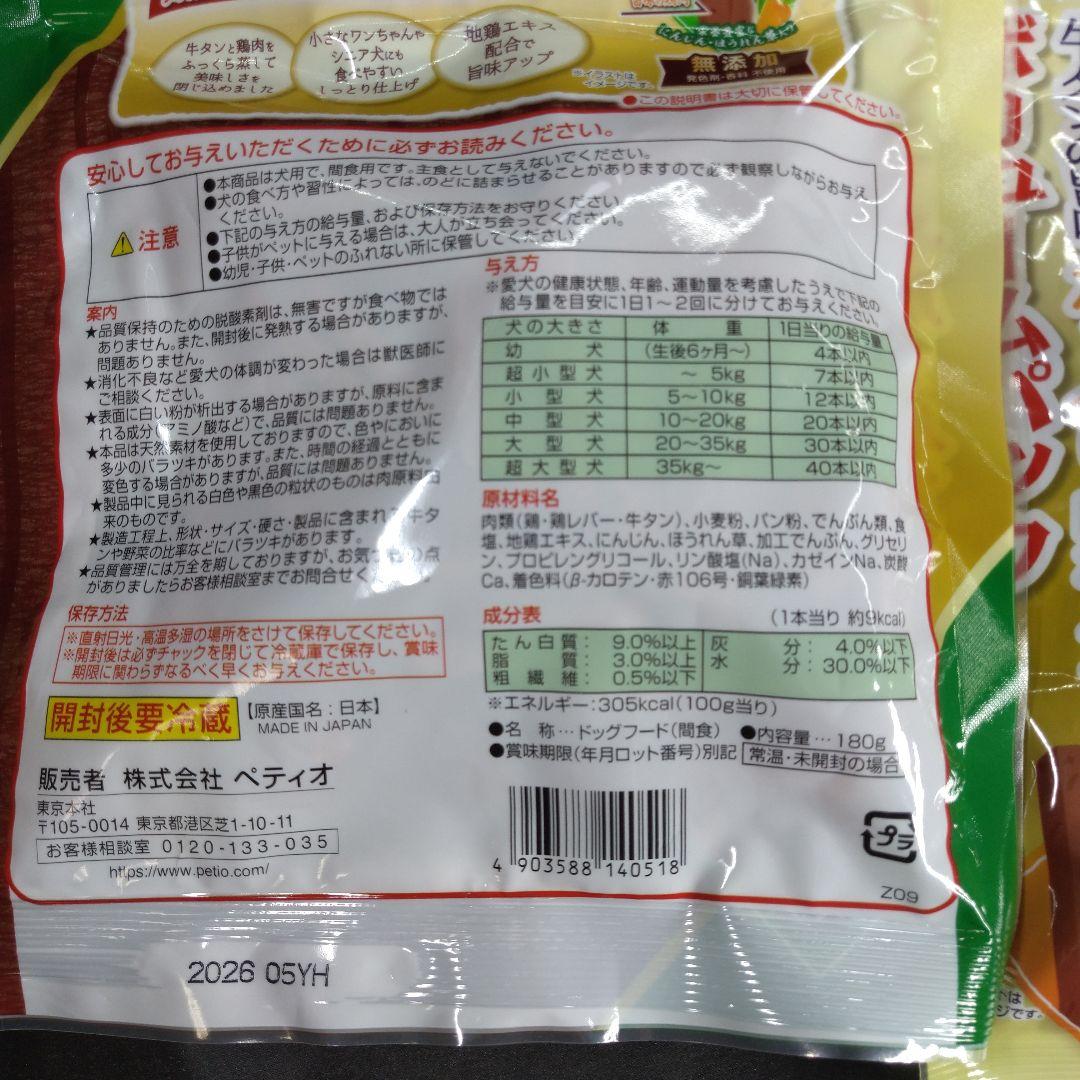 牛タンと鶏肉を
ふっくら蒸して
美味しさを
閉じ込めました
小さなワンちゃんや
シニア犬にも
食べやすい
しっとり仕上げ
地鶏エキス
配合で
旨味アップ
無添加
発色剤・香料 不使用
※イラストは
イメージです。
●この説明書は大切に保管してください。
安心してお与えいただくために必ずお読みください。
注意
●本商品は犬用で、間食用です。主食として与えないでください。
●犬の食べ方や習性によっては、のどに詰まらせることがありますので必ず観察しながらお与え
ください。
●下記の与え方の給与量、および保存方法をお守りください。
●子供がペットに与える場合は、大人が立ち会ってください。
●幼児・子供・ペットのふれない所に保管してください。
案内
★品質保持のための脱酸素剤は、無害ですが食べ物では
ありません。また、開封後に発熱する場合がありますが、
問題ありません。
★消化不良など愛犬の体調が変わった場合は獣医師に
ご相談ください。
★表面に白い粉が析出する場合がありますが、原料に含ま
れる成分(アミノ酸など)で、品質には問題ありません。
★本品は天然素材を使用しておりますので、色やにおいに
多少のバラツキがあります。また、時間の経過とともに
変色する場合がありますが、品質には問題ありません。
★製品中に見られる白色や黒色の粒状のものは肉原料由
来のものです。
★製造工程上、形状・サイズ・硬さ・製品に含まれる牛タ
ンや野菜の比率などにバラツキがあります。
★品質管理には万全を期しておりますが、お気づきの点
がありましたらお客様相談室までお問合せください。
保存方法
※直射日光・高温多湿の場所をさけて保存してください。
※開封後は必ずチャックを閉じて冷蔵庫で保存し、賞味
期限に関わらずなるべく早くお与えください。
開封後要冷蔵
【原産国名：日本】
MADE IN JAPAN
販売者 株式会社 ペティオ
東京本社
〒105-0014 東京都港区芝1-10-11
お客様相談室 0120-133-035
https://www.petio.com/
与え方
※愛犬の健康状態、年齢、運動量を考慮したうえで下記の
給与量を目安に1日1～2回に分けてお与えください。
犬の大きさ 体重 1日当りの給与量
幼犬 (生後6ヶ月～) 4本以内
超小型犬 ～5kg 7本以内
小型犬 5～10kg 12本以内
中型犬 10～20kg 20本以内
大型犬 20～35kg 30本以内
超大型犬 35kg～ 40本以内
原材料名
肉類(鶏・鶏レバー・牛タン)、小麦粉、パン粉、でんぷん類、食
塩、地鶏エキス、にんじん、ほうれん草、加工でんぷん、グリセリ
ン、プロピレングリコール、リン酸塩(Na)、カゼインNa、炭酸
Ca、着色料(β-カロテン・赤106号・銅葉緑素)
成分表 (1本当り 約9kcal)
たん白質： 9.0%以上 灰分： 4.0%以下
脂質： 3.0%以上 水分： 30.0%以下
粗繊維： 0.5%以下
※エネルギー：305kcal(100g当り)
●名 称…ドッグフード(間食) ●内容量…180g
●賞味期限(年月ロット番号)別記 常温・未開封の場合
4 903588 140518
プラ
Z09
2026 05YH